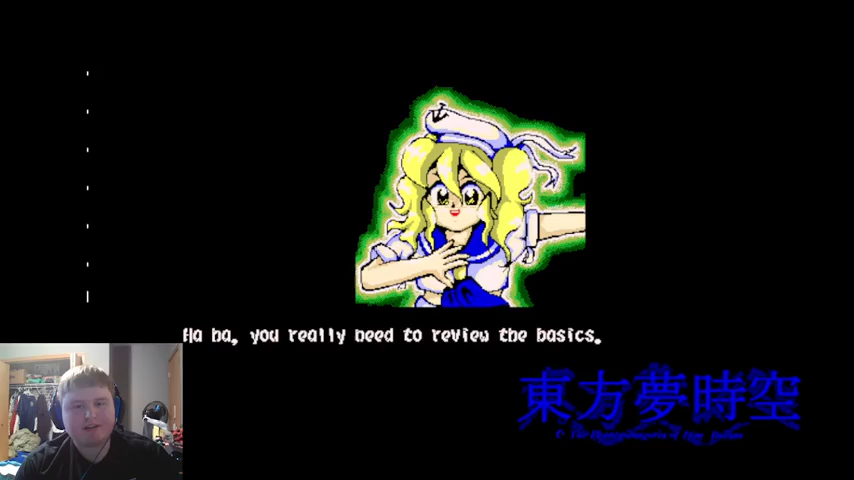 Ha ha, you really need to review the basics.
東方夢時空